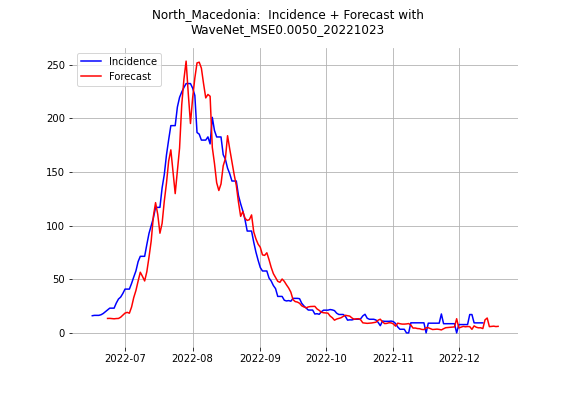 North_Macedonia:  Incidence + Forecast with
WaveNet_MSE0.0050_20221023
Incidence
Forecast
250
200
150
100
50
0
2022-07 2022-08 2022-09 2022-10 2022-11 2022-12